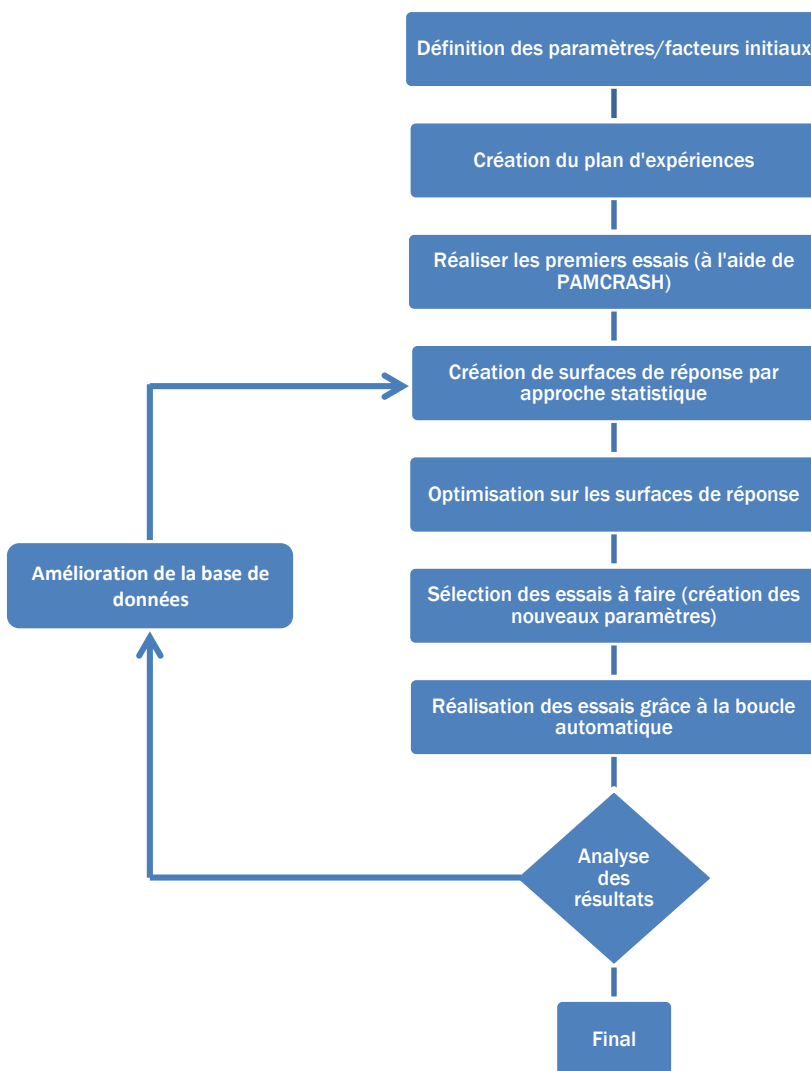 Définition des paramètres/facteurs initiaux
Création du plan d'expériences
Réaliser les premiers essais (à l'aide de
PAMCRASH)
Création de surfaces de réponse par
approche statistique
Optimisation sur les surfaces de réponse
Amélioration de la base de
données
Sélection des essais à faire (création des
nouveaux paramètres)
Réalisation des essais grâce à la boucle
automatique
Analyse
des
résultats
Final